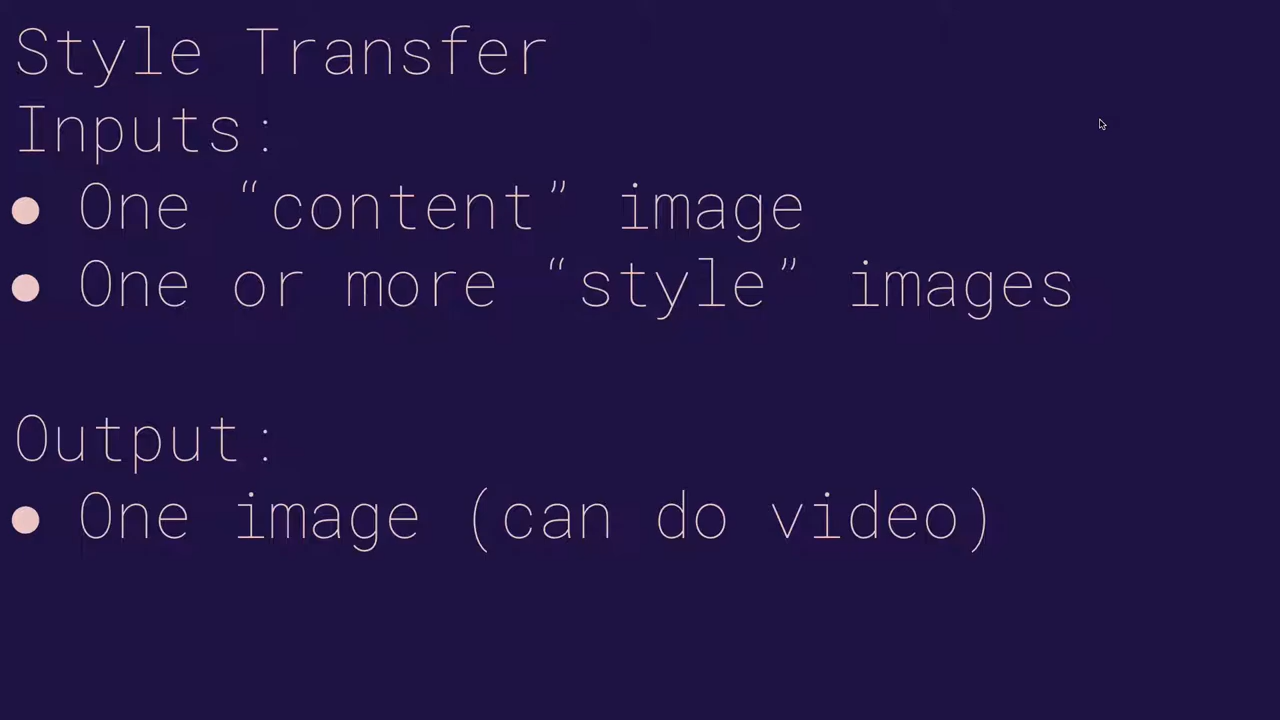 Style Transfer
Inputs:
● One “content” image
● One or more “style” images
Output:
● One image (can do video)